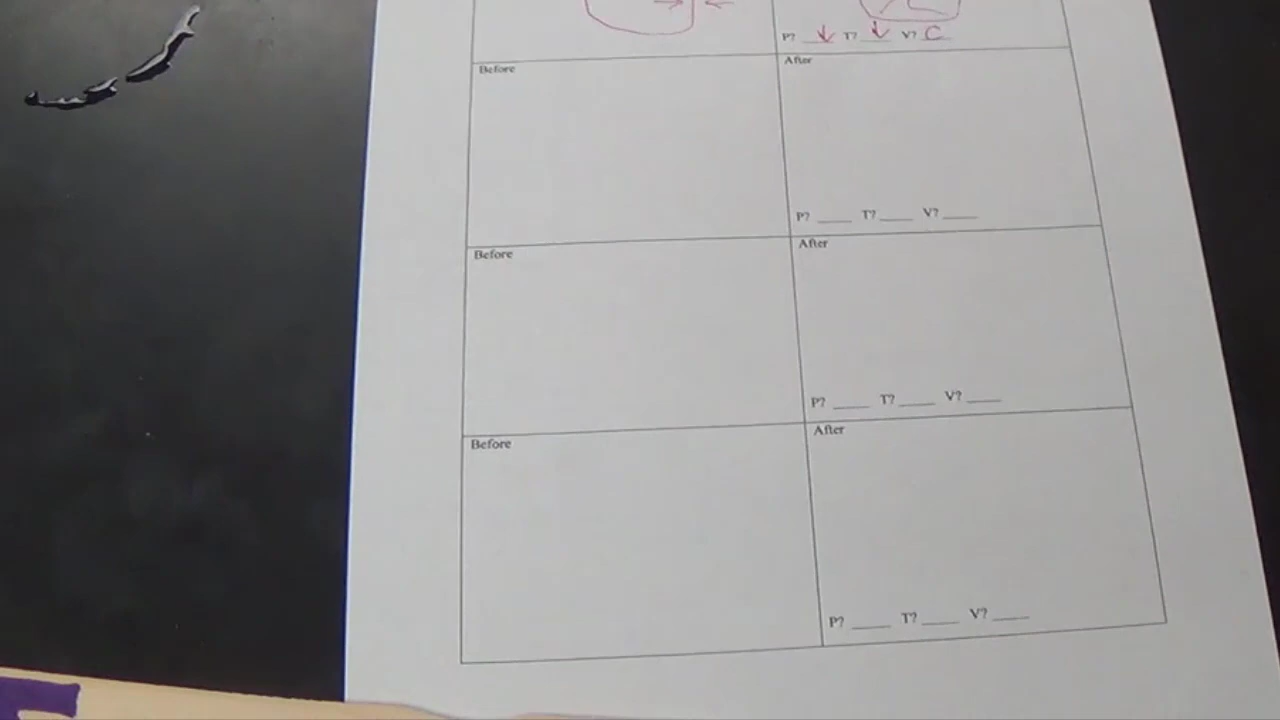 P? ↓ T? ↓ V? C
Before After
P? ____ T? ____ V? ____
Before After
P? ____ T? ____ V? ____
Before After
P? ____ T? ____ V? ____